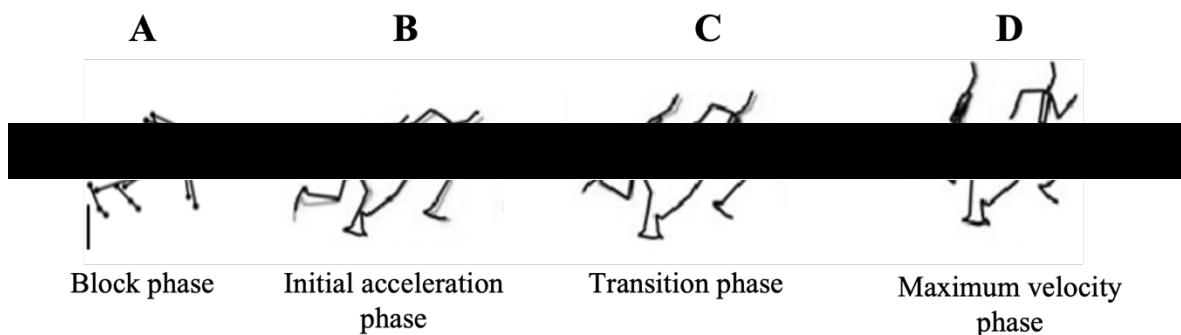 A B C D
Block phase
Initial acceleration
phase
Transition phase
Maximum velocity
phase